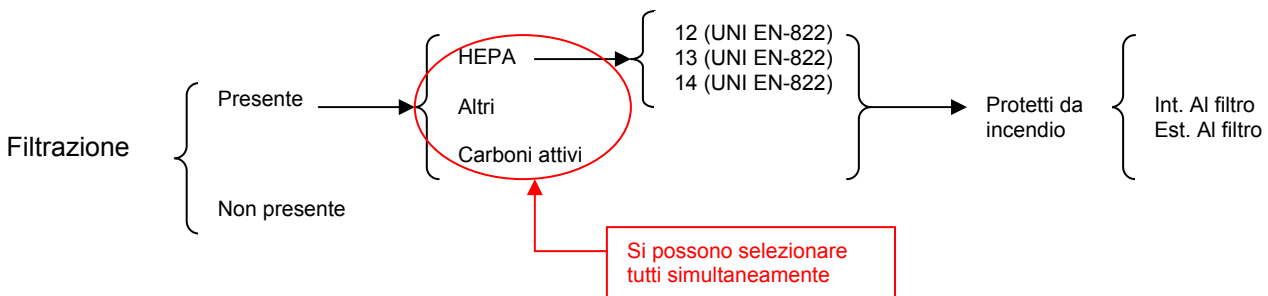 Filtrazione
Presente
Non presente
HEPA
Altri
Carboni attivi
12 (UNI EN-822)
13 (UNI EN-822)
14 (UNI EN-822)
Protetti da
incendio
Int. Al filtro
Est. Al filtro
Si possono selezionare
tutti simultaneamente